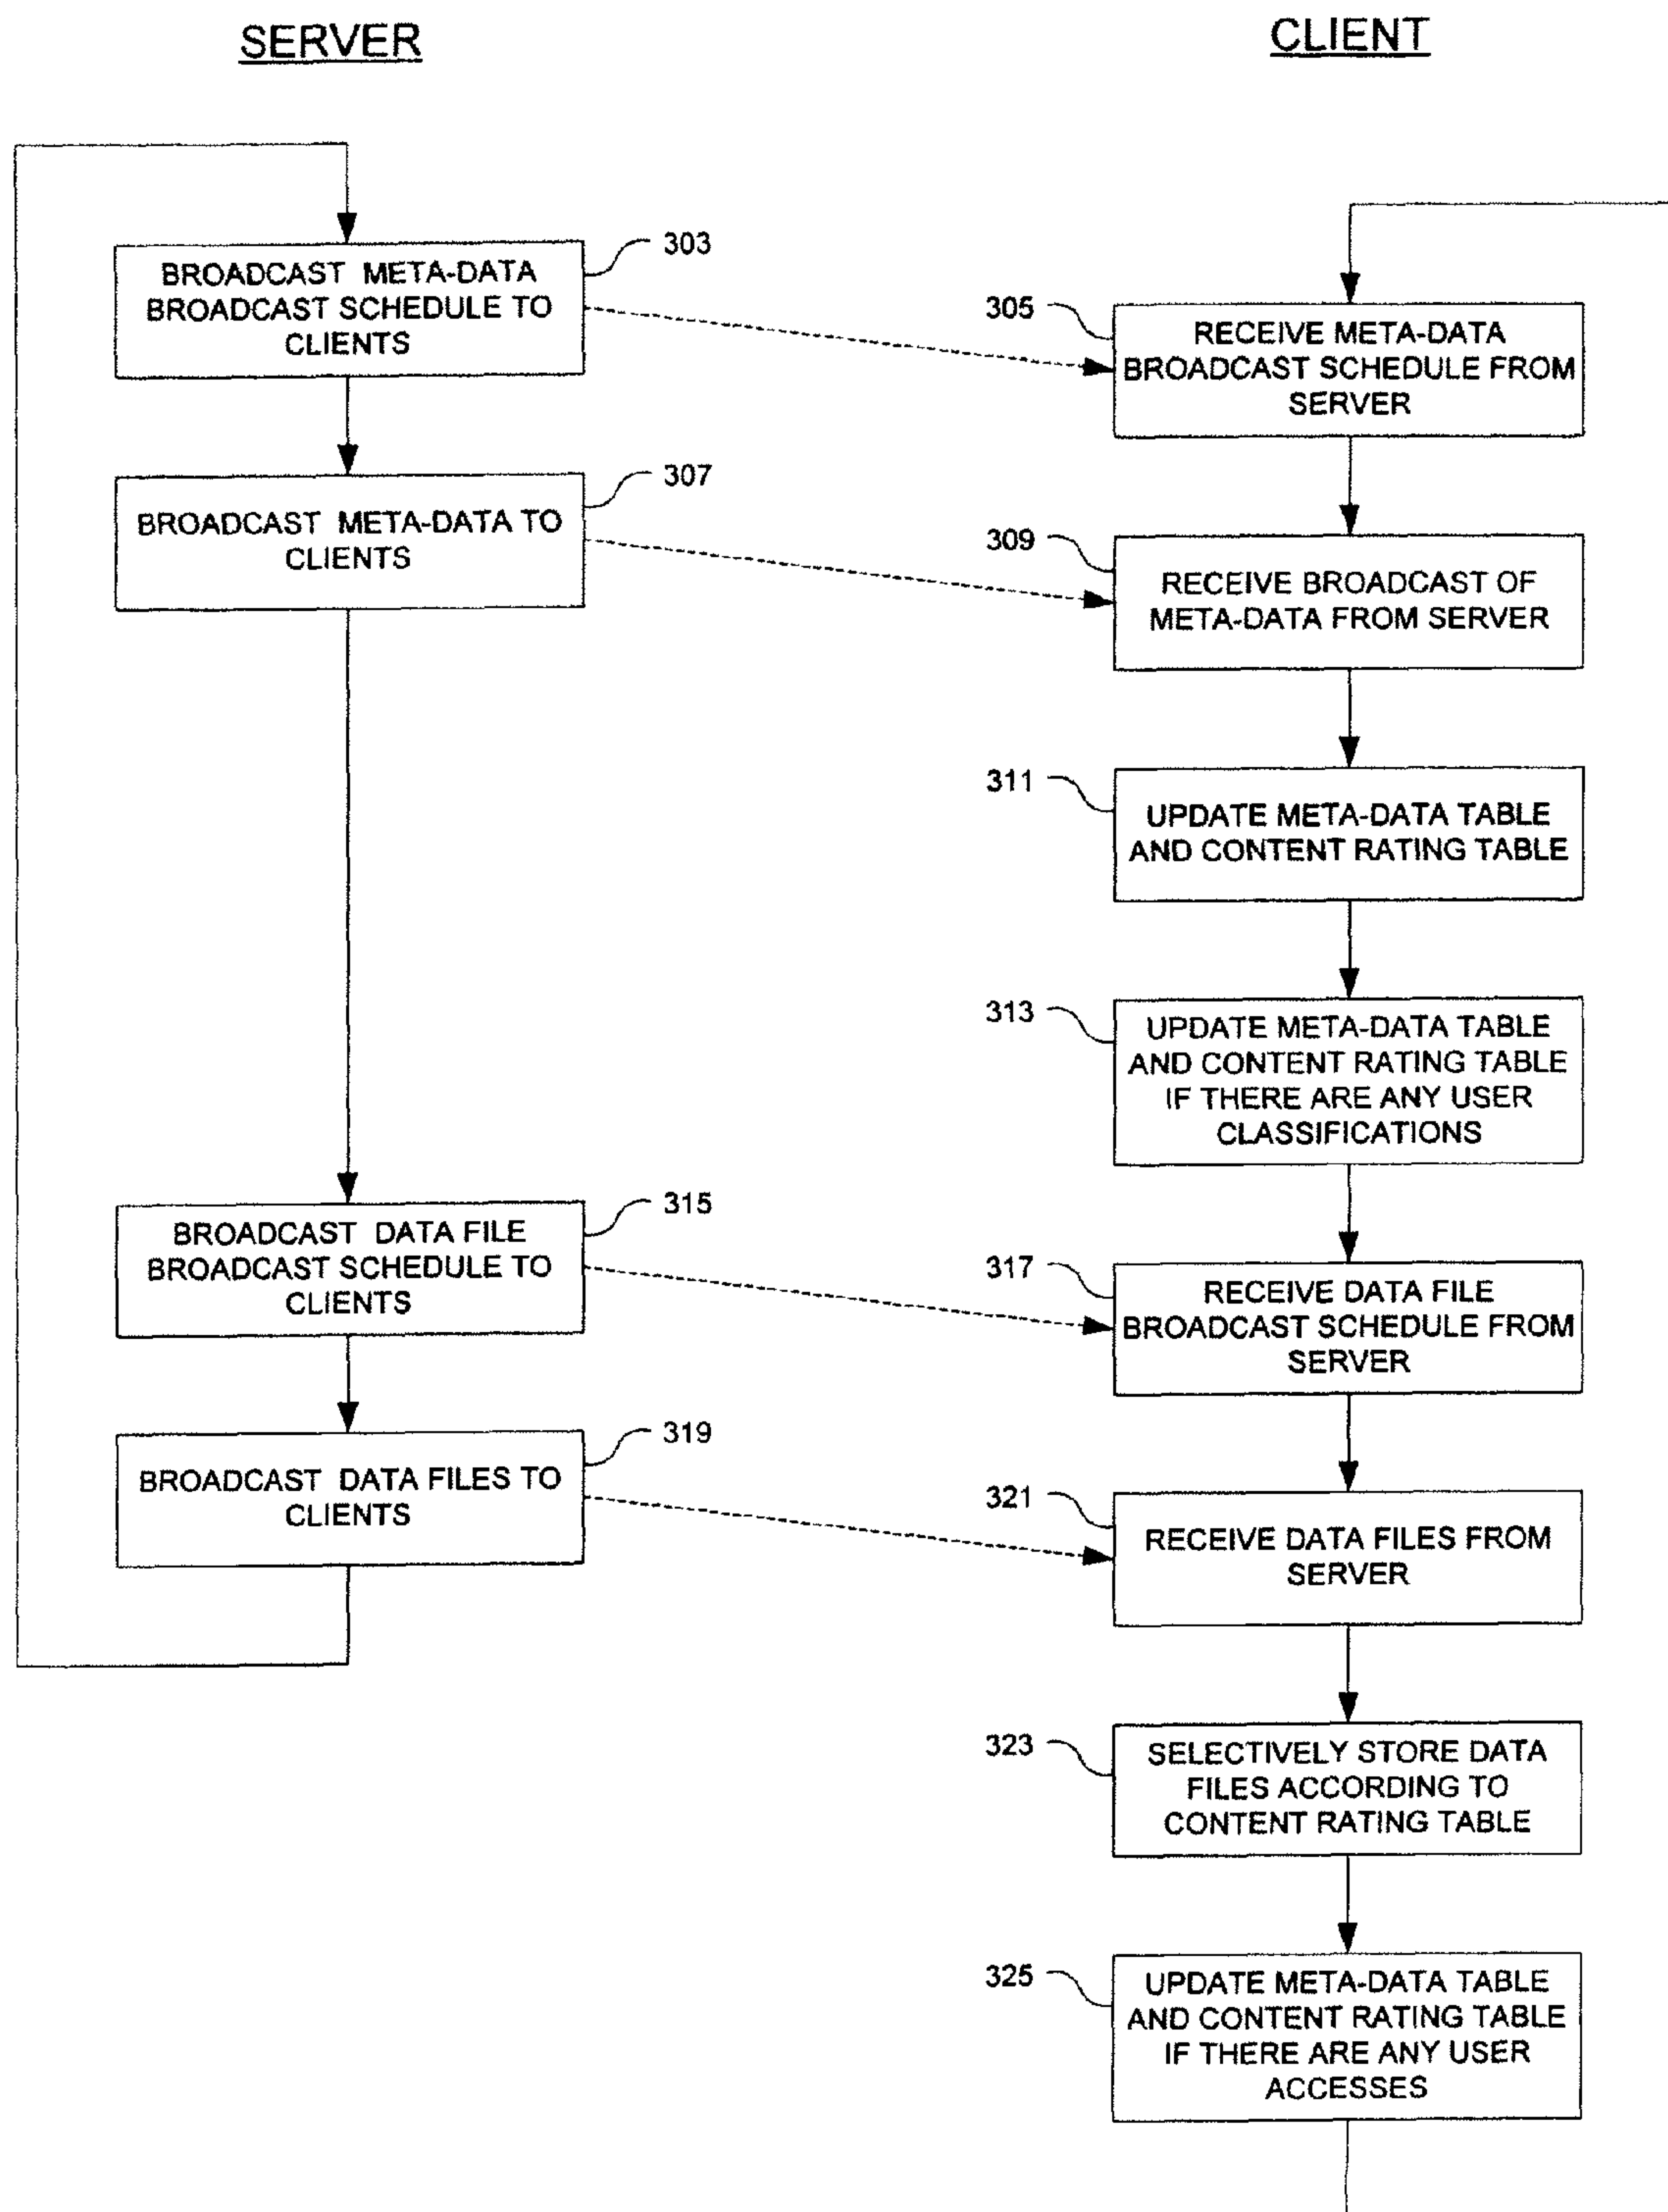 SERVER
CLIENT
303
BROADCAST META-DATA
BROADCAST SCHEDULE TO
CLIENTS
305
RECEIVE META-DATA
BROADCAST SCHEDULE FROM
SERVER
307
BROADCAST META-DATA TO
CLIENTS
309
RECEIVE BROADCAST OF
META-DATA FROM SERVER
311
UPDATE META-DATA TABLE
AND CONTENT RATING TABLE
313
UPDATE META-DATA TABLE
AND CONTENT RATING TABLE
IF THERE ARE ANY USER
CLASSIFICATIONS
315
BROADCAST DATA FILE
BROADCAST SCHEDULE TO
CLIENTS
317
RECEIVE DATA FILE
BROADCAST SCHEDULE FROM
SERVER
319
BROADCAST DATA FILES TO
CLIENTS
321
RECEIVE DATA FILES FROM
SERVER
323
SELECTIVELY STORE DATA
FILES ACCORDING TO
CONTENT RATING TABLE
325
UPDATE META-DATA TABLE
AND CONTENT RATING TABLE
IF THERE ARE ANY USER
ACCESSES